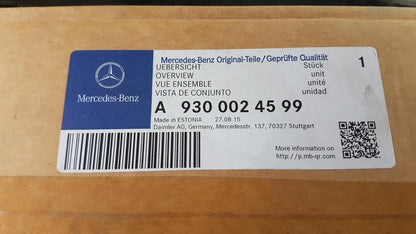 Mercedes-Benz Original-Teile/Geprüfte Qualität
UEBERSICHT Stück
OVERVIEW unit
VUE ENSEMBLE unité
VISTA DE CONJUNTO unidad
1
Mercedes-Benz
A 930 002 45 99
Made in ESTONIA 27.08.15
Daimler AG, Germany, Mercedesstr. 137, 70327 Stuttgart
More information on
http://p.mb-qr.com